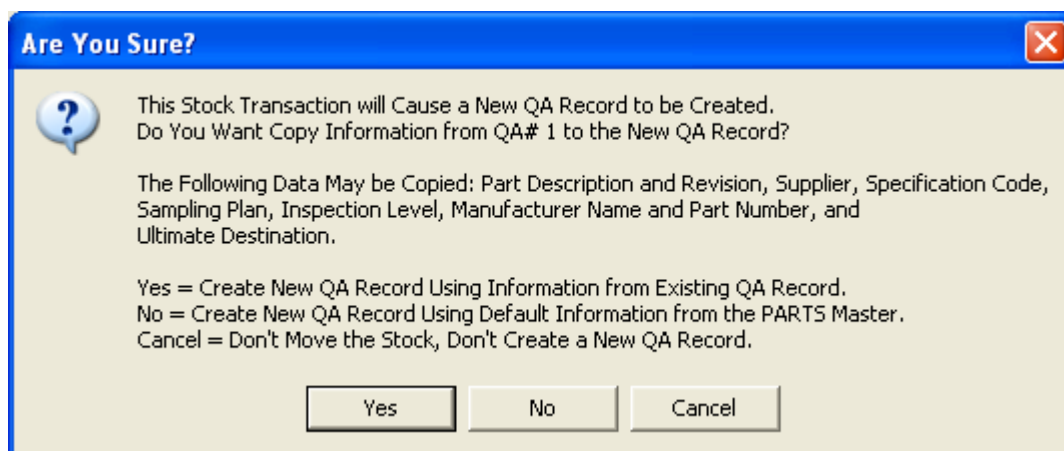 Are You Sure?
This Stock Transaction will Cause a New QA Record to be Created.
Do You Want Copy Information from QA# 1 to the New QA Record?
The Following Data May be Copied: Part Description and Revision, Supplier, Specification Code,
Sampling Plan, Inspection Level, Manufacturer Name and Part Number, and
Ultimate Destination.
Yes = Create New QA Record Using Information from Existing QA Record.
No = Create New QA Record Using Default Information from the PARTS Master.
Cancel = Don't Move the Stock, Don't Create a New QA Record.
Yes No Cancel